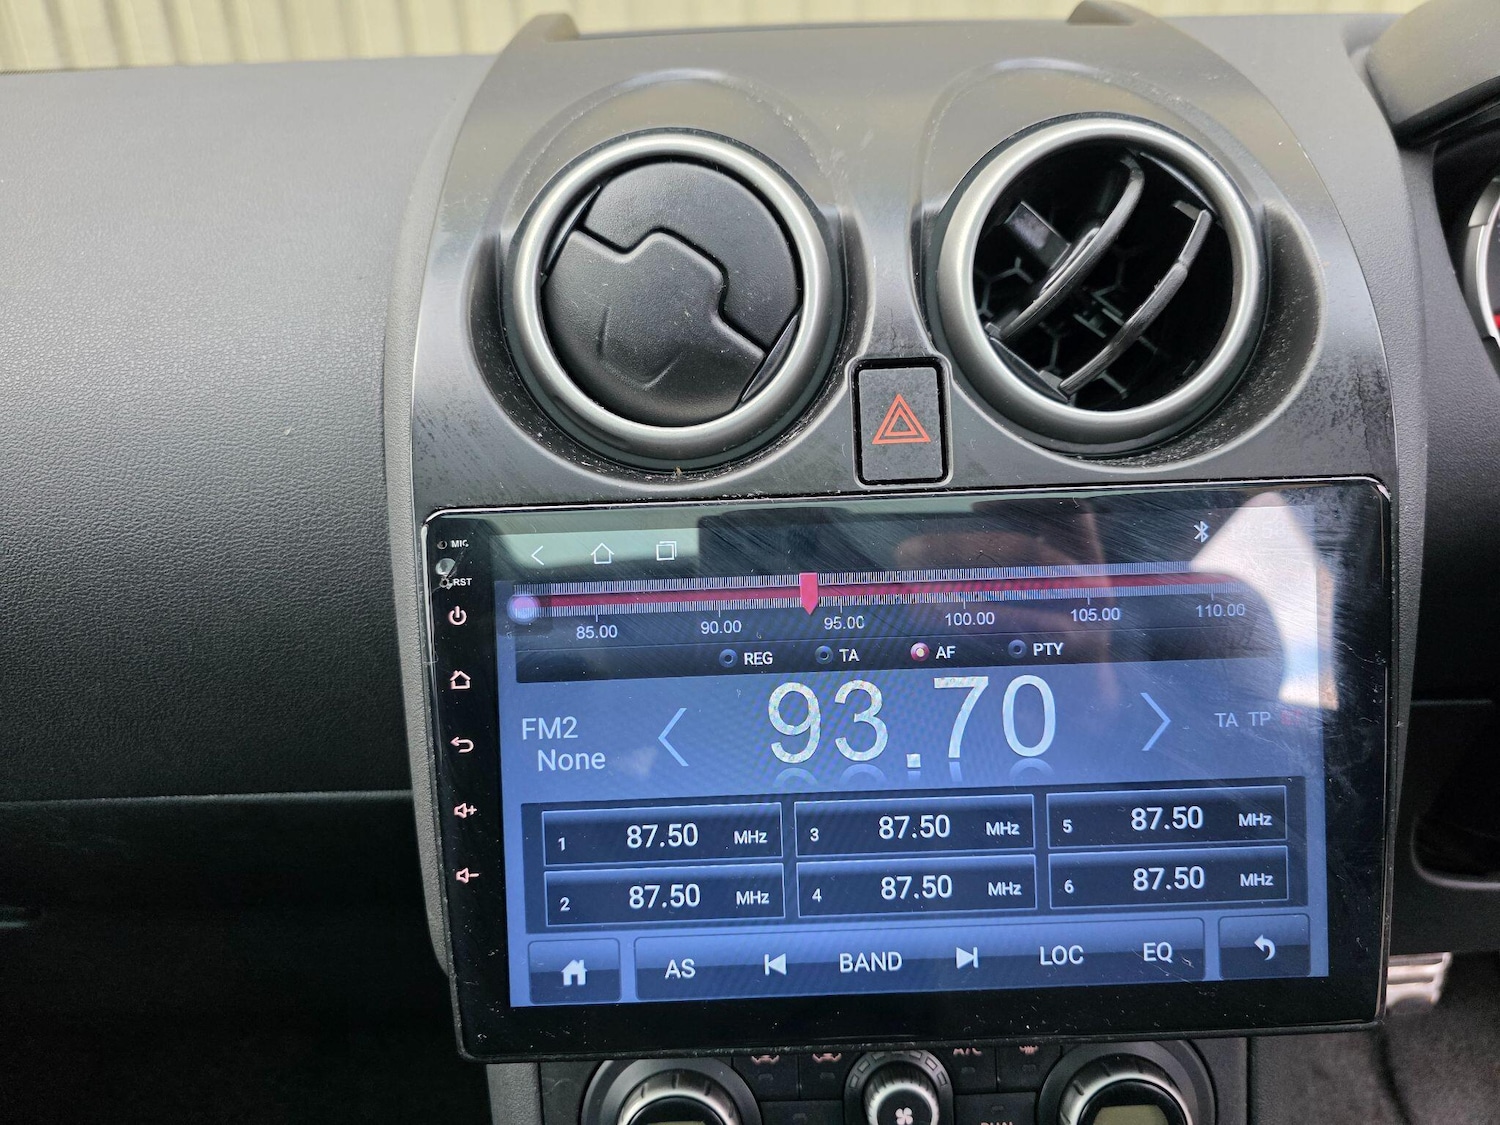 MIC
RST
85.00 90.00 95.00 100.00 105.00 110.00
REG TA AF PTY
FM2
None
93.70
TA TP
1 87.50 MHz 3 87.50 MHz 5 87.50 MHz
2 87.50 MHz 4 87.50 MHz 6 87.50 MHz
AS BAND LOC EQ
A/C